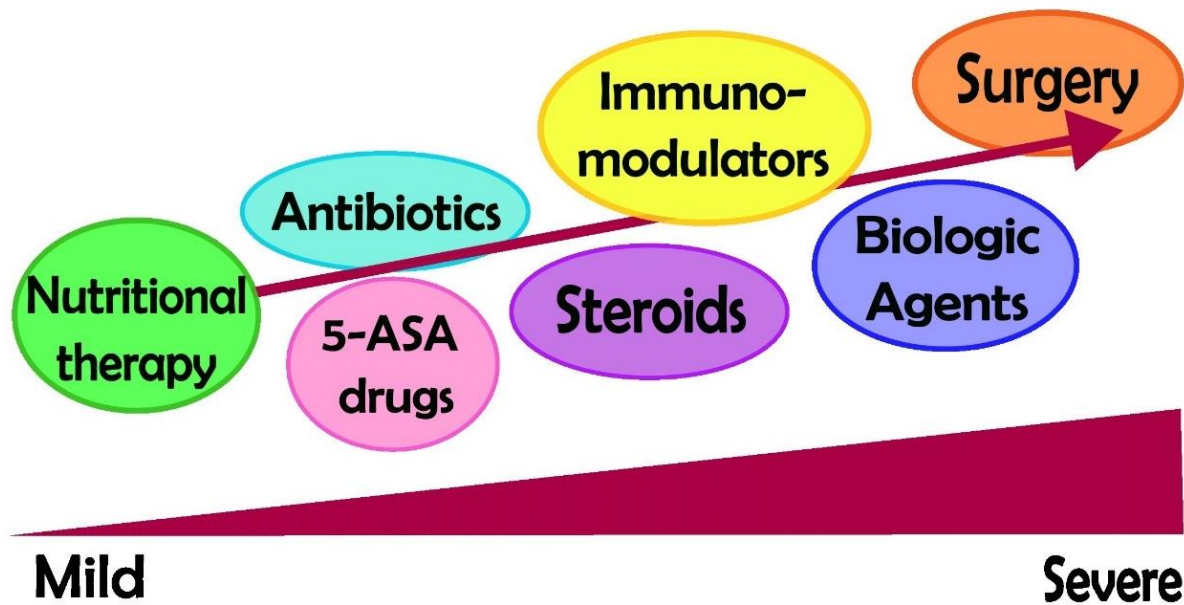 Nutritional
therapy
Antibiotics
5-ASA
drugs
Immuno-
modulators
Steroids
Surgery
Biologic
Agents
Mild
Severe